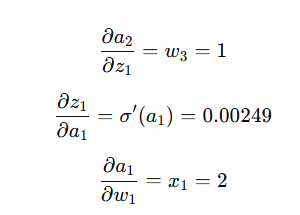 ∂a₂/∂z₁ = w₃ = 1
∂z₁/∂a₁ = σ′(a₁) = 0.00249
∂a₁/∂w₁ = x₁ = 2